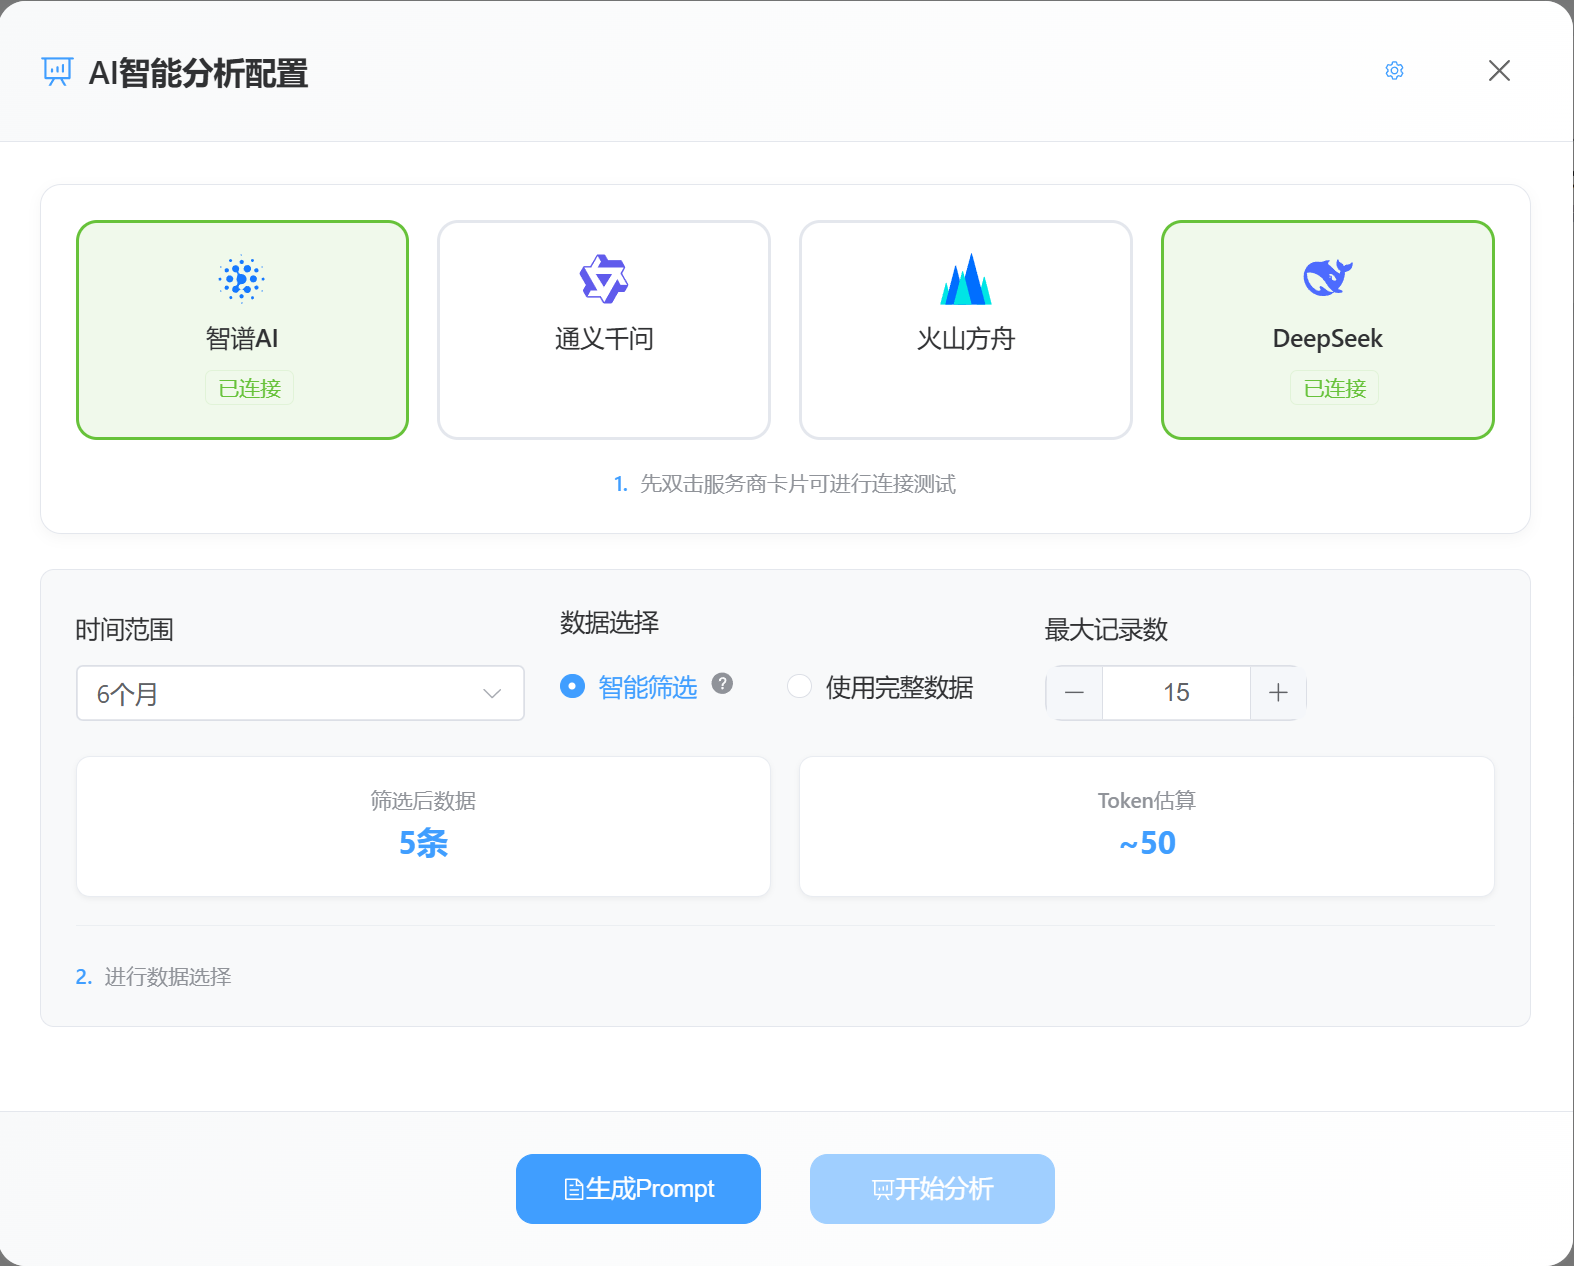 AI智能分析配置
智谱AI
已连接
通义千问
火山方舟
DeepSeek
已连接
1. 先双击服务商卡片可进行连接测试
时间范围
6个月
数据选择
智能筛选 ?
使用完整数据
最大记录数
15
筛选后数据
5条
Token估算
~50
2. 进行数据选择
生成Prompt
开始分析